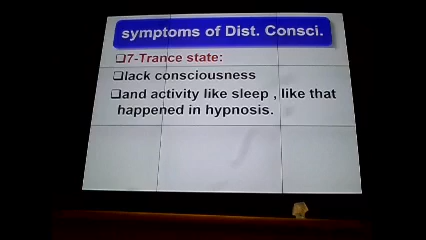 symptoms of Dist. Consci.
❑7-Trance state:
❑lack consciousness
❑and activity like sleep , like that
happened in hypnosis.